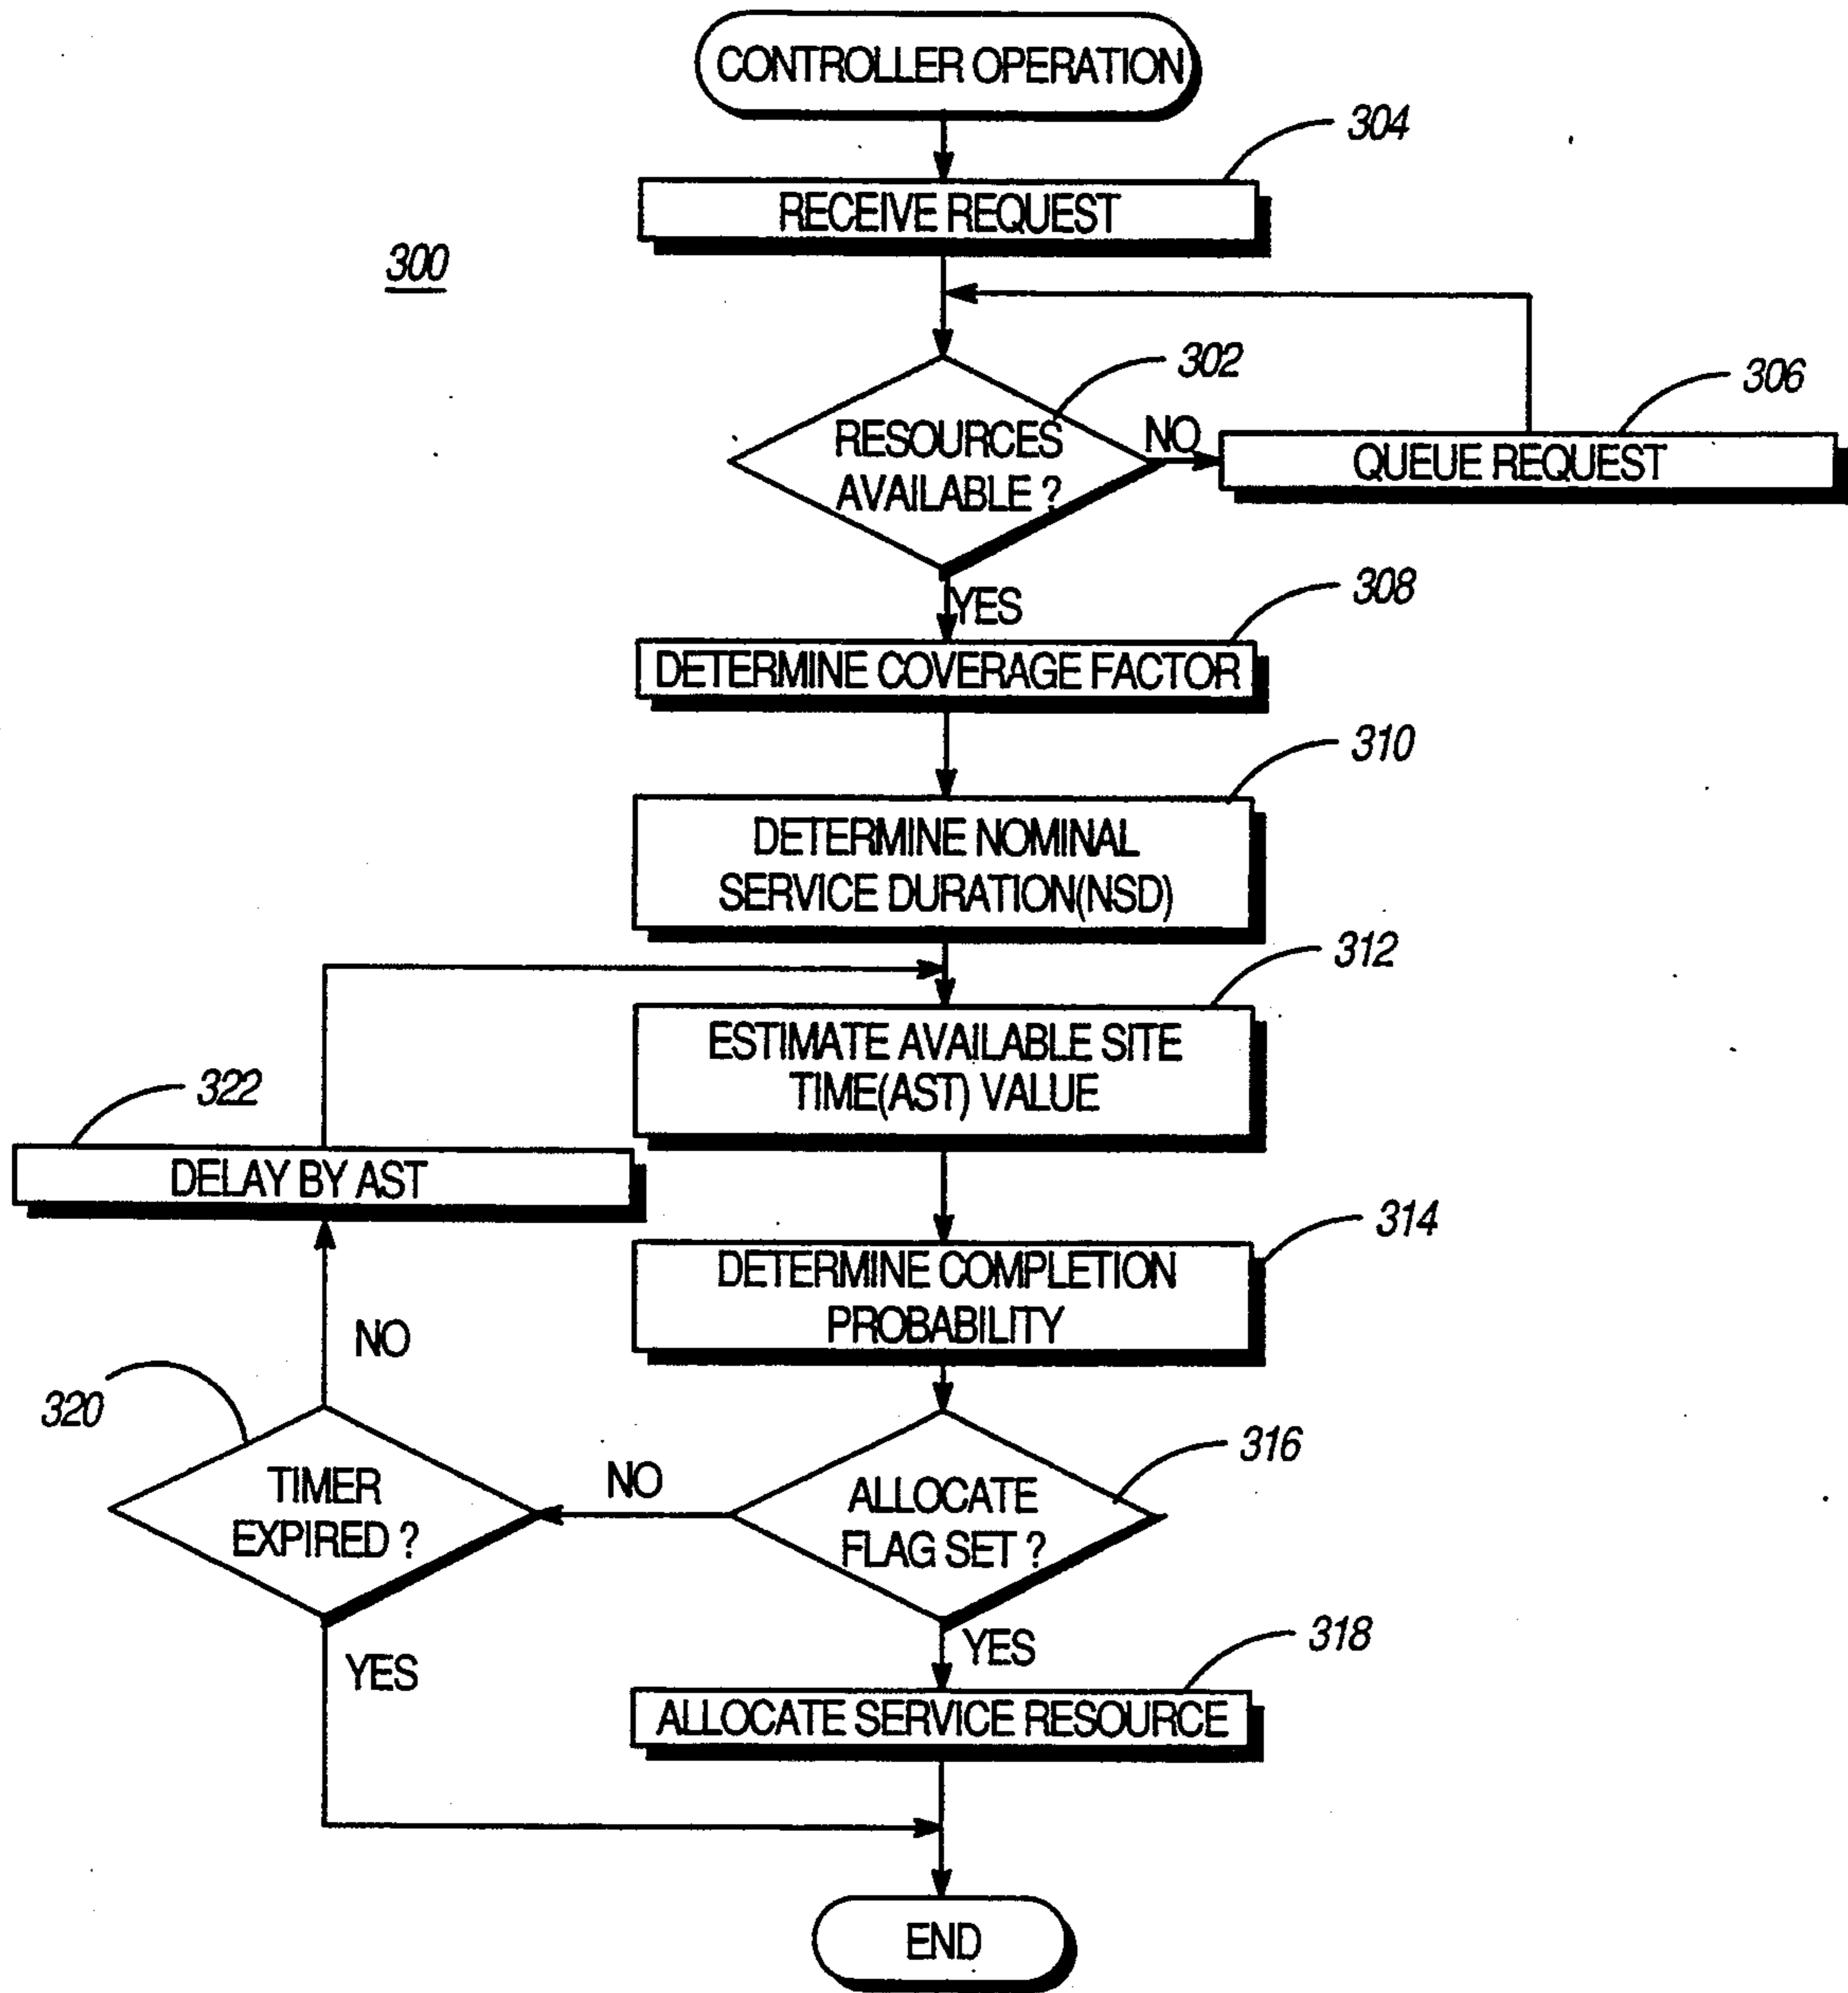 CONTROLLER OPERATION
304
RECEIVE REQUEST
300
302
306
RESOURCES
AVAILABLE ?
NO
QUEUE REQUEST
YES
308
DETERMINE COVERAGE FACTOR
310
DETERMINE NOMINAL
SERVICE DURATION(NSD)
312
ESTIMATE AVAILABLE SITE
TIME(AST) VALUE
322
DELAY BY AST
314
DETERMINE COMPLETION
PROBABILITY
NO
320
316
TIMER
EXPIRED ?
NO
ALLOCATE
FLAG SET ?
YES
YES
318
ALLOCATE SERVICE RESOURCE
END